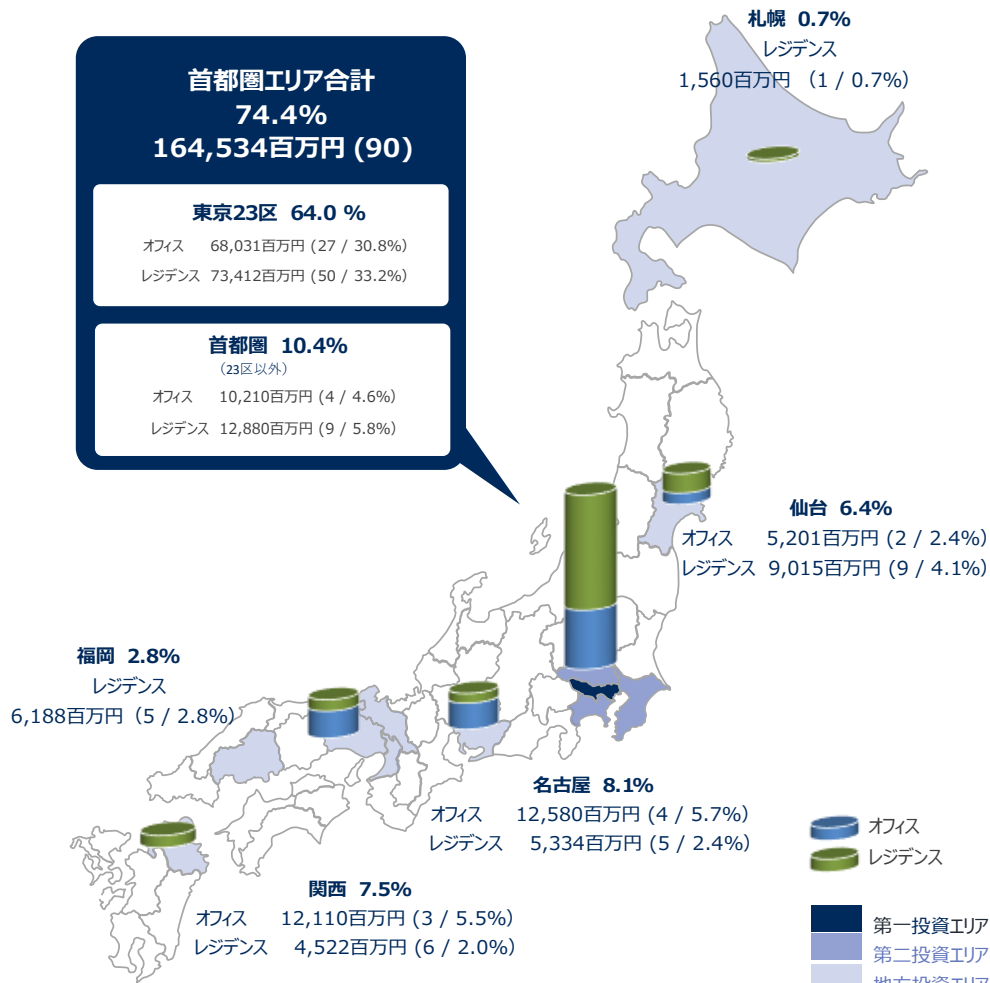 札幌 0.7%
レジデンス
1,560百万円 (1 / 0.7%)
首都圏エリア合計
74.4%
164,534百万円 (90)
東京23区 64.0 %
オフィス 68,031百万円 (27 / 30.8%)
レジデンス 73,412百万円 (50 / 33.2%)
首都圏 10.4%
(23区以外)
オフィス 10,210百万円 (4 / 4.6%)
レジデンス 12,880百万円 (9 / 5.8%)
仙台 6.4%
オフィス 5,201百万円 (2 / 2.4%)
レジデンス 9,015百万円 (9 / 4.1%)
福岡 2.8%
レジデンス
6,188百万円 (5 / 2.8%)
名古屋 8.1%
オフィス 12,580百万円 (4 / 5.7%)
レジデンス 5,334百万円 (5 / 2.4%)
関西 7.5%
オフィス 12,110百万円 (3 / 5.5%)
レジデンス 4,522百万円 (6 / 2.0%)
オフィス
レジデンス
第一投資エリア
第二投資エリア
地方投資エリア